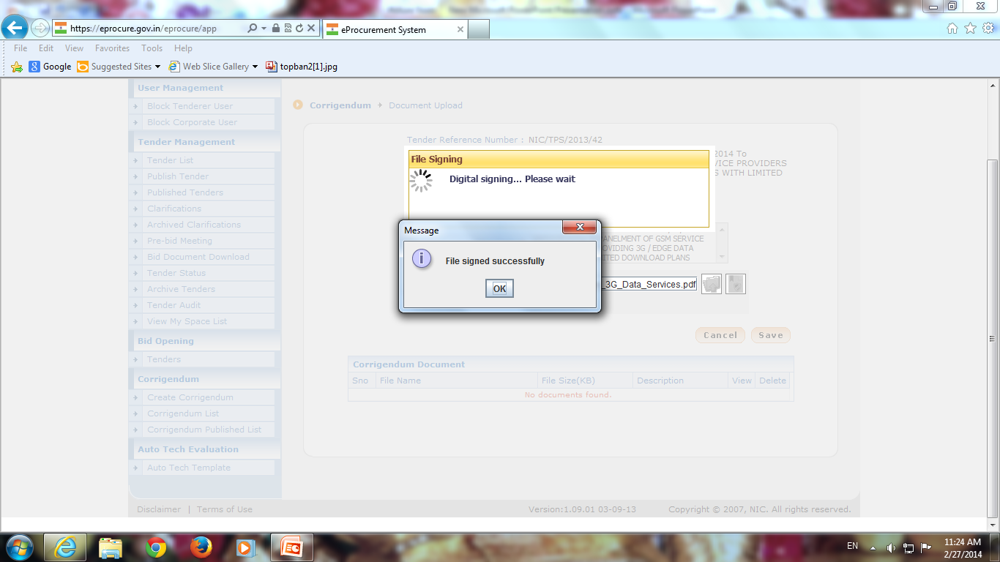 https://eprocure.gov.in/eprocure/app
eProcurement System
File Edit View Favorites Tools Help
Google Suggested Sites Web Slice Gallery topban2[1].jpg
User Management
Block Tenderer User
Block Corporate User
Tender Management
Tender List
Publish Tender
Published Tenders
Clarifications
Archived Clarifications
Pre-bid Meeting
Bid Document Download
Tender Status
Archive Tenders
Tender Audit
View My Space List
Bid Opening
Tenders
Corrigendum
Create Corrigendum
Corrigendum List
Corrigendum Published List
Auto Tech Evaluation
Auto Tech Template
Corrigendum Document Upload
Tender Reference Number : NIC/TPS/2013/42
2014 To
VICE PROVIDERS
S WITH LIMITED
File Signing
Digital signing... Please wait
Message
File signed successfully
OK
ANELMENT OF GSM SERVICE
OVIDING 3G / EDGE DATA
ITED DOWNLOAD PLANS
_3G_Data_Services.pdf
Cancel Save
Corrigendum Document
Sno File Name File Size(KB) Description View Delete
No documents found.
Disclaimer | Terms of Use Version:1.09.01 03-09-13 Copyright © 2007, NIC. All rights reserved.
EN 11:24 AM
2/27/2014